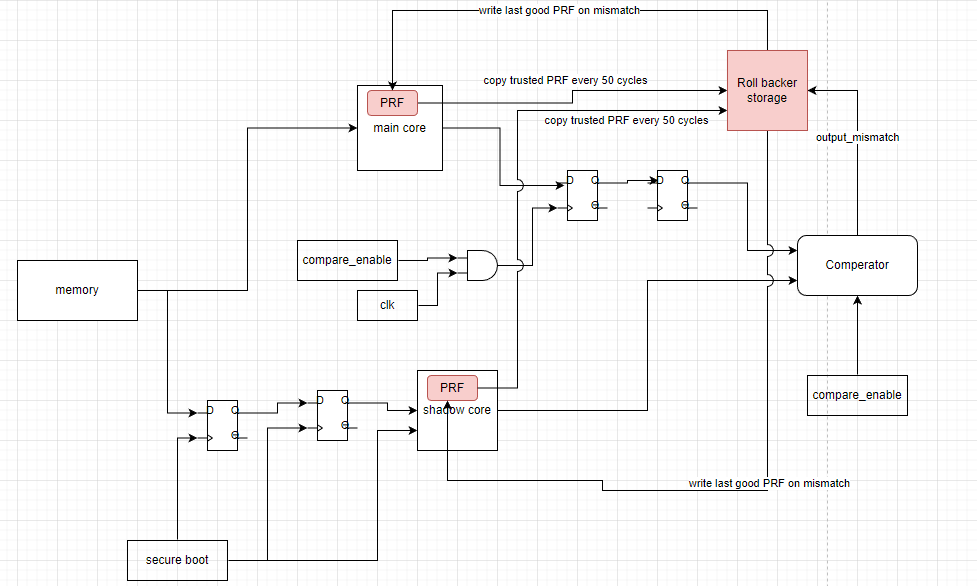 write last good PRF on mismatch
copy trusted PRF every 50 cycles
Roll backer
storage
PRF
main core
copy trusted PRF every 50 cycles
output_mismatch
D
Q
Q
D
Q
Q
compare_enable
clk
Comperator
memory
PRF
shadow core
compare_enable
D
Q
Q
D
Q
Q
write last good PRF on mismatch
secure boot